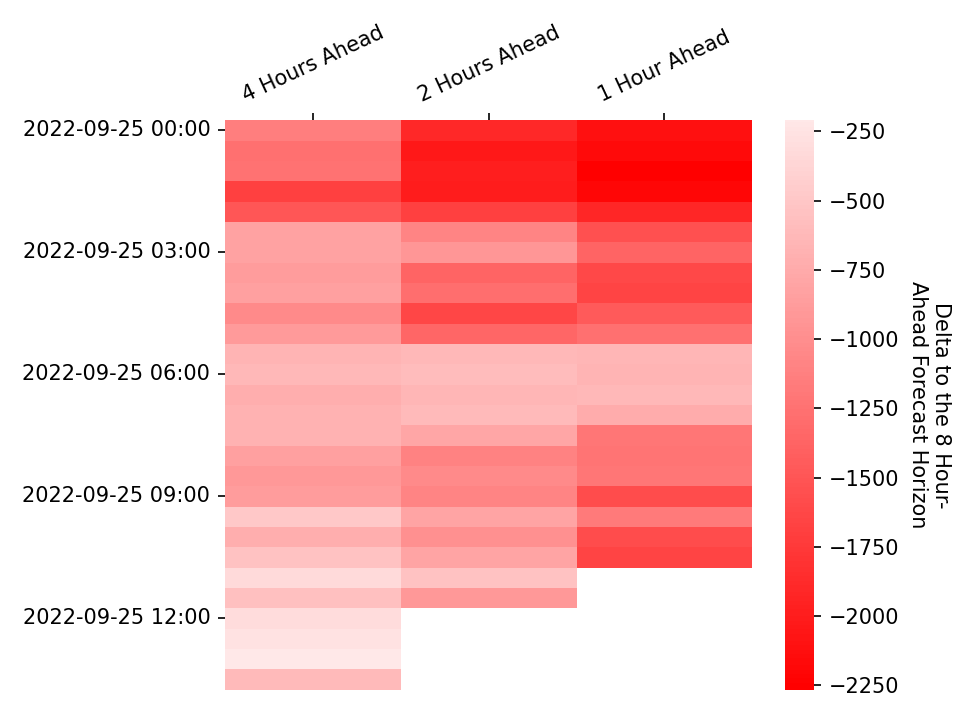 4 Hours Ahead
2 Hours Ahead
1 Hour Ahead
2022-09-25 00:00
2022-09-25 03:00
2022-09-25 06:00
2022-09-25 09:00
2022-09-25 12:00
−250
−500
−750
−1000
−1250
−1500
−1750
−2000
−2250
Delta to the 8 Hour-
Ahead Forecast Horizon